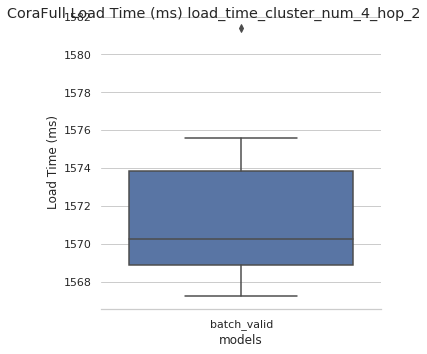 CoraFull Load Time (ms) load_time_cluster_num_4_hop_2
1582
1580
1578
1576
1574
1572
1570
1568
Load Time (ms)
batch_valid
models